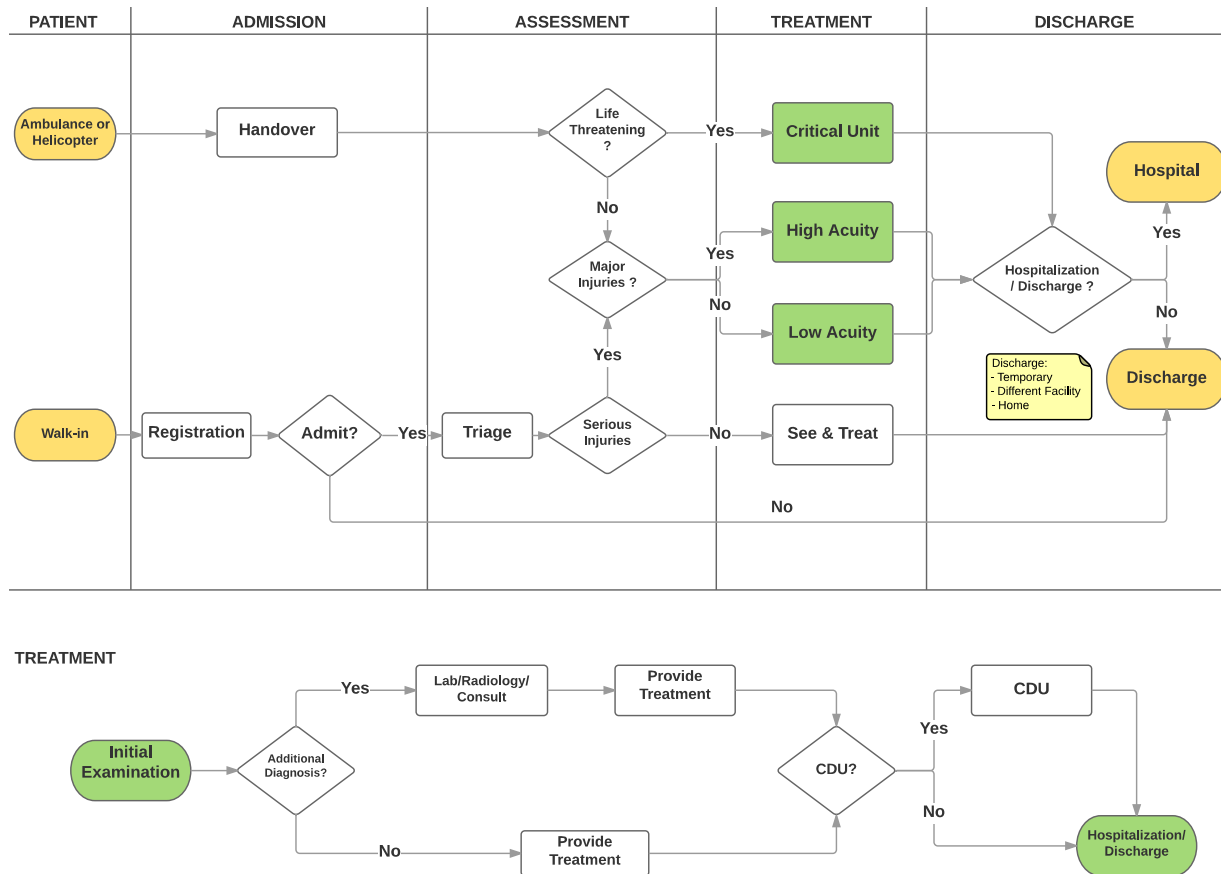 PATIENT
ADMISSION
ASSESSMENT
TREATMENT
DISCHARGE
Ambulance or
Helicopter
Handover
Life
Threatening
?
Yes
Critical Unit
Hospital
No
High Acuity
Yes
Yes
Major
Injuries ?
Hospitalization
/ Discharge ?
No
No
Low Acuity
Yes
Discharge:
- Temporary
- Different Facility
- Home
Discharge
Walk-in
Registration
Admit?
Yes
Triage
Serious
Injuries
No
See & Treat
No
TREATMENT
Yes
Lab/Radiology/
Consult
Provide
Treatment
CDU
Yes
Initial
Examination
Additional
Diagnosis?
CDU?
No
No
Provide
Treatment
Hospitalization/
Discharge